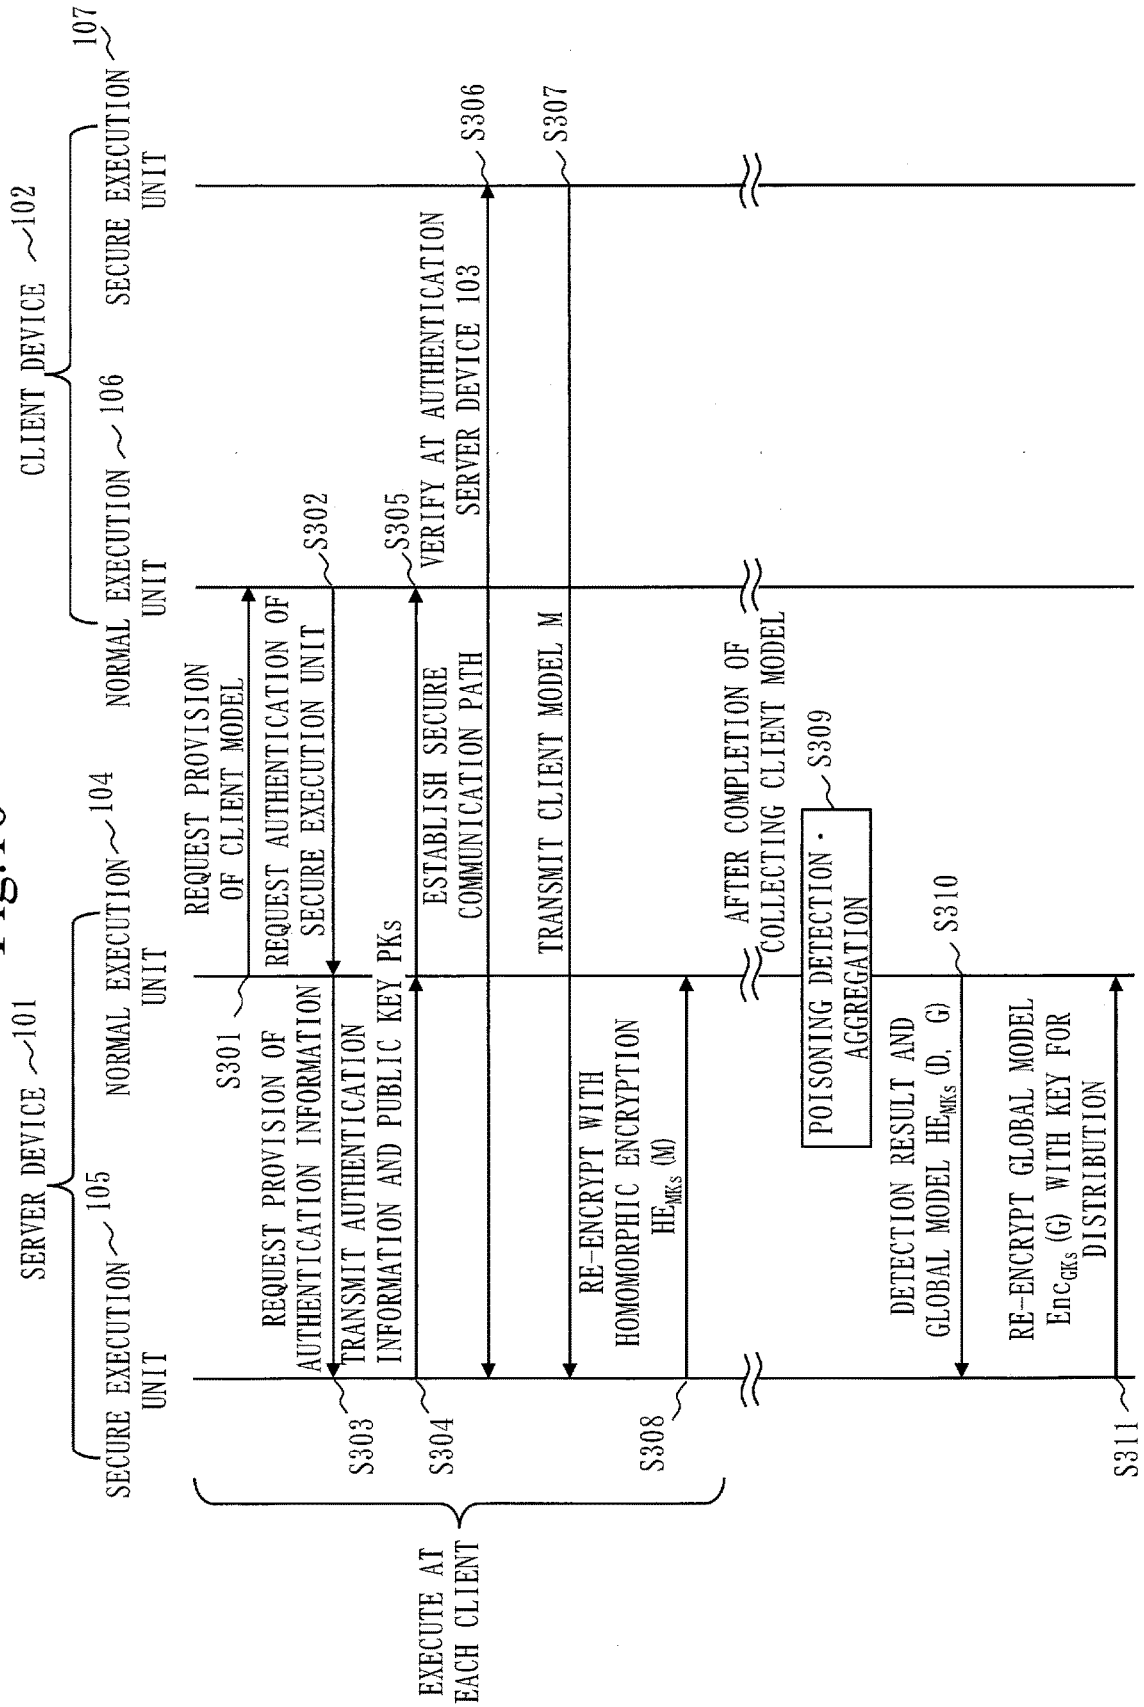 Fig.10
SERVER DEVICE ~101
CLIENT DEVICE ~102
SECURE EXECUTION ~105
UNIT
NORMAL EXECUTION ~104
UNIT
NORMAL EXECUTION ~106
UNIT
SECURE EXECUTION ~107
UNIT
EXECUTE AT
EACH CLIENT
S301
REQUEST PROVISION
OF CLIENT MODEL
REQUEST AUTHENTICATION OF
SECURE EXECUTION UNIT
S302
REQUEST PROVISION OF
AUTHENTICATION INFORMATION
S303
TRANSMIT AUTHENTICATION
INFORMATION AND PUBLIC KEY PKs
S304
S305
VERIFY AT AUTHENTICATION
SERVER DEVICE 103
ESTABLISH SECURE
COMMUNICATION PATH
S306
TRANSMIT CLIENT MODEL M
S307
RE-ENCRYPT WITH
HOMOMORPHIC ENCRYPTION
HE_MKs (M)
S308
AFTER COMPLETION OF
COLLECTING CLIENT MODEL
POISONING DETECTION ·
AGGREGATION
S309
DETECTION RESULT AND
GLOBAL MODEL HE_MKs (D, G)
S310
RE-ENCRYPT GLOBAL MODEL
Enc_GKs (G) WITH KEY FOR
DISTRIBUTION
S311